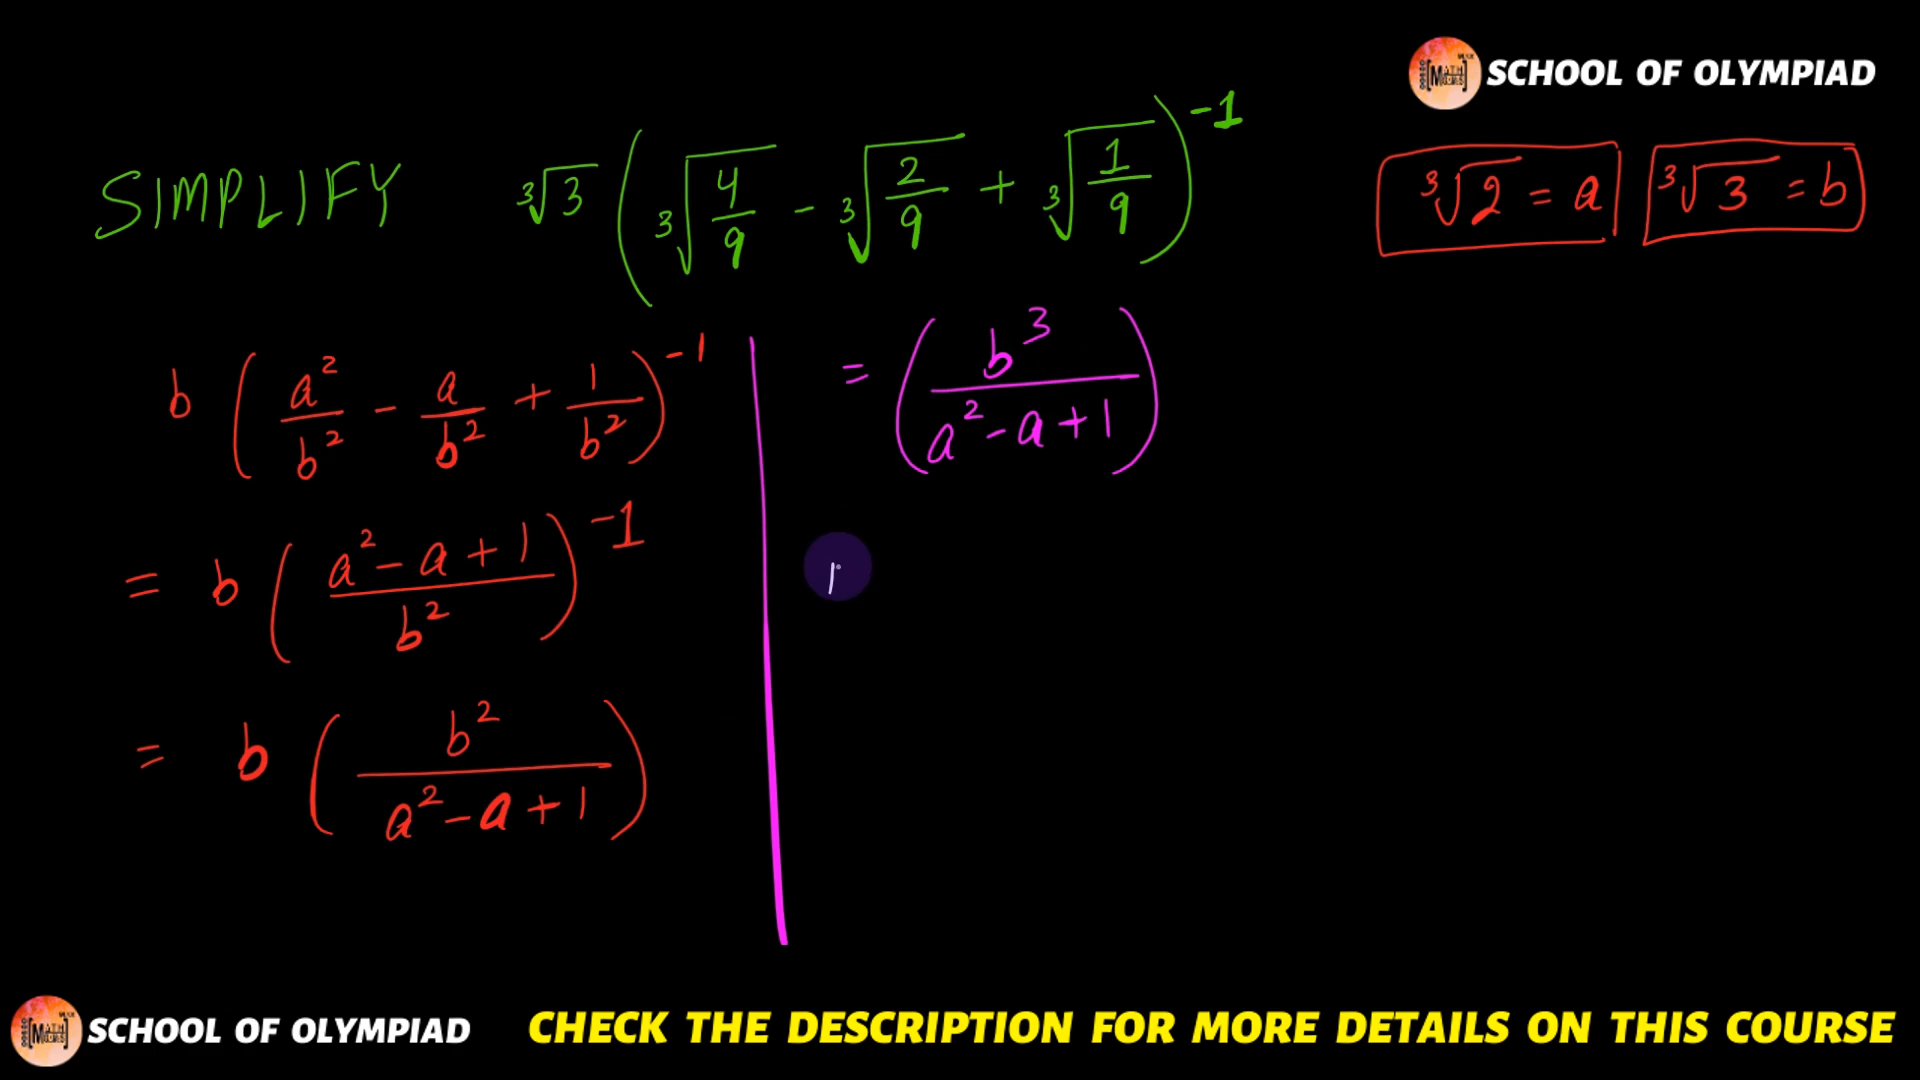 SCHOOL OF OLYMPIAD
SIMPLIFY ∛3 (∛(4/9) - ∛(2/9) + ∛(1/9))⁻¹
∛2 = a
∛3 = b
b (a²/b² - a/b² + 1/b²)⁻¹
= b ((a² - a + 1)/b²)⁻¹
= b (b²/(a² - a + 1))
= (b³/(a² - a + 1))
SCHOOL OF OLYMPIAD
CHECK THE DESCRIPTION FOR MORE DETAILS ON THIS COURSE